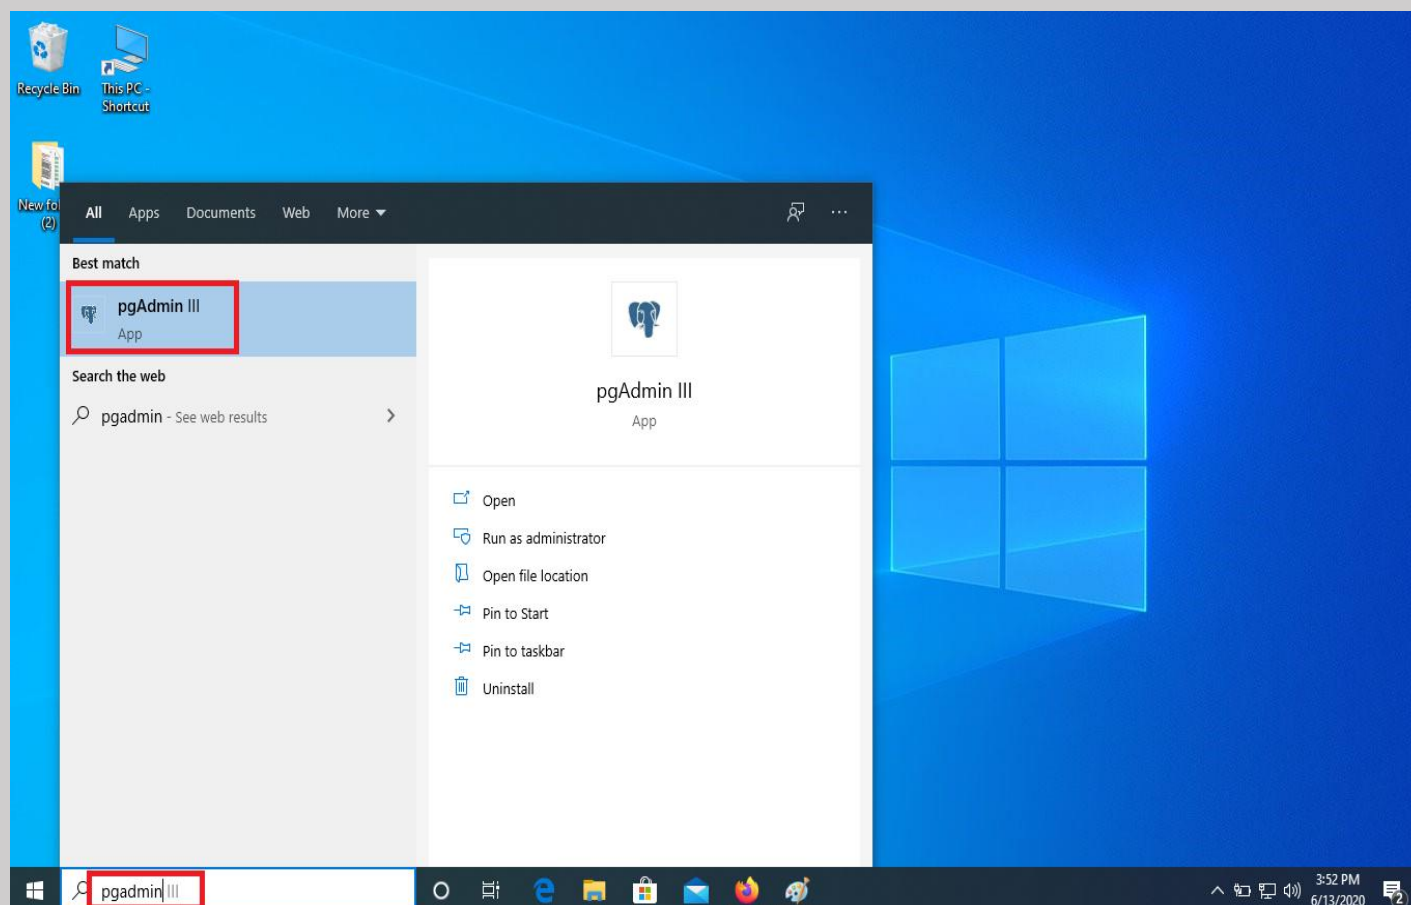 Recycle Bin
This PC -
Shortcut
New fo
(2)
All Apps Documents Web More
Best match
pgAdmin III
App
Search the web
pgadmin - See web results
pgAdmin III
App
Open
Run as administrator
Open file location
Pin to Start
Pin to taskbar
Uninstall
pgadmin III
3:52 PM
6/13/2020
2